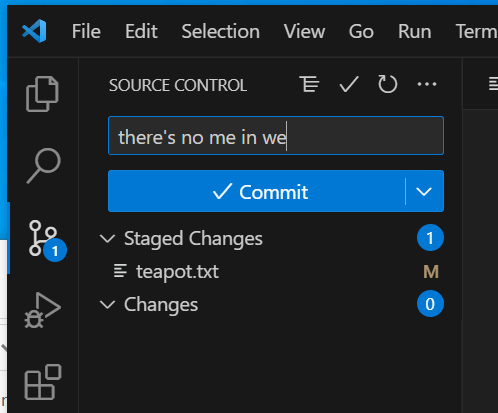 File Edit Selection View Go Run Term
SOURCE CONTROL
there's no me in we
Commit
1
Staged Changes 1
teapot.txt M
Changes 0